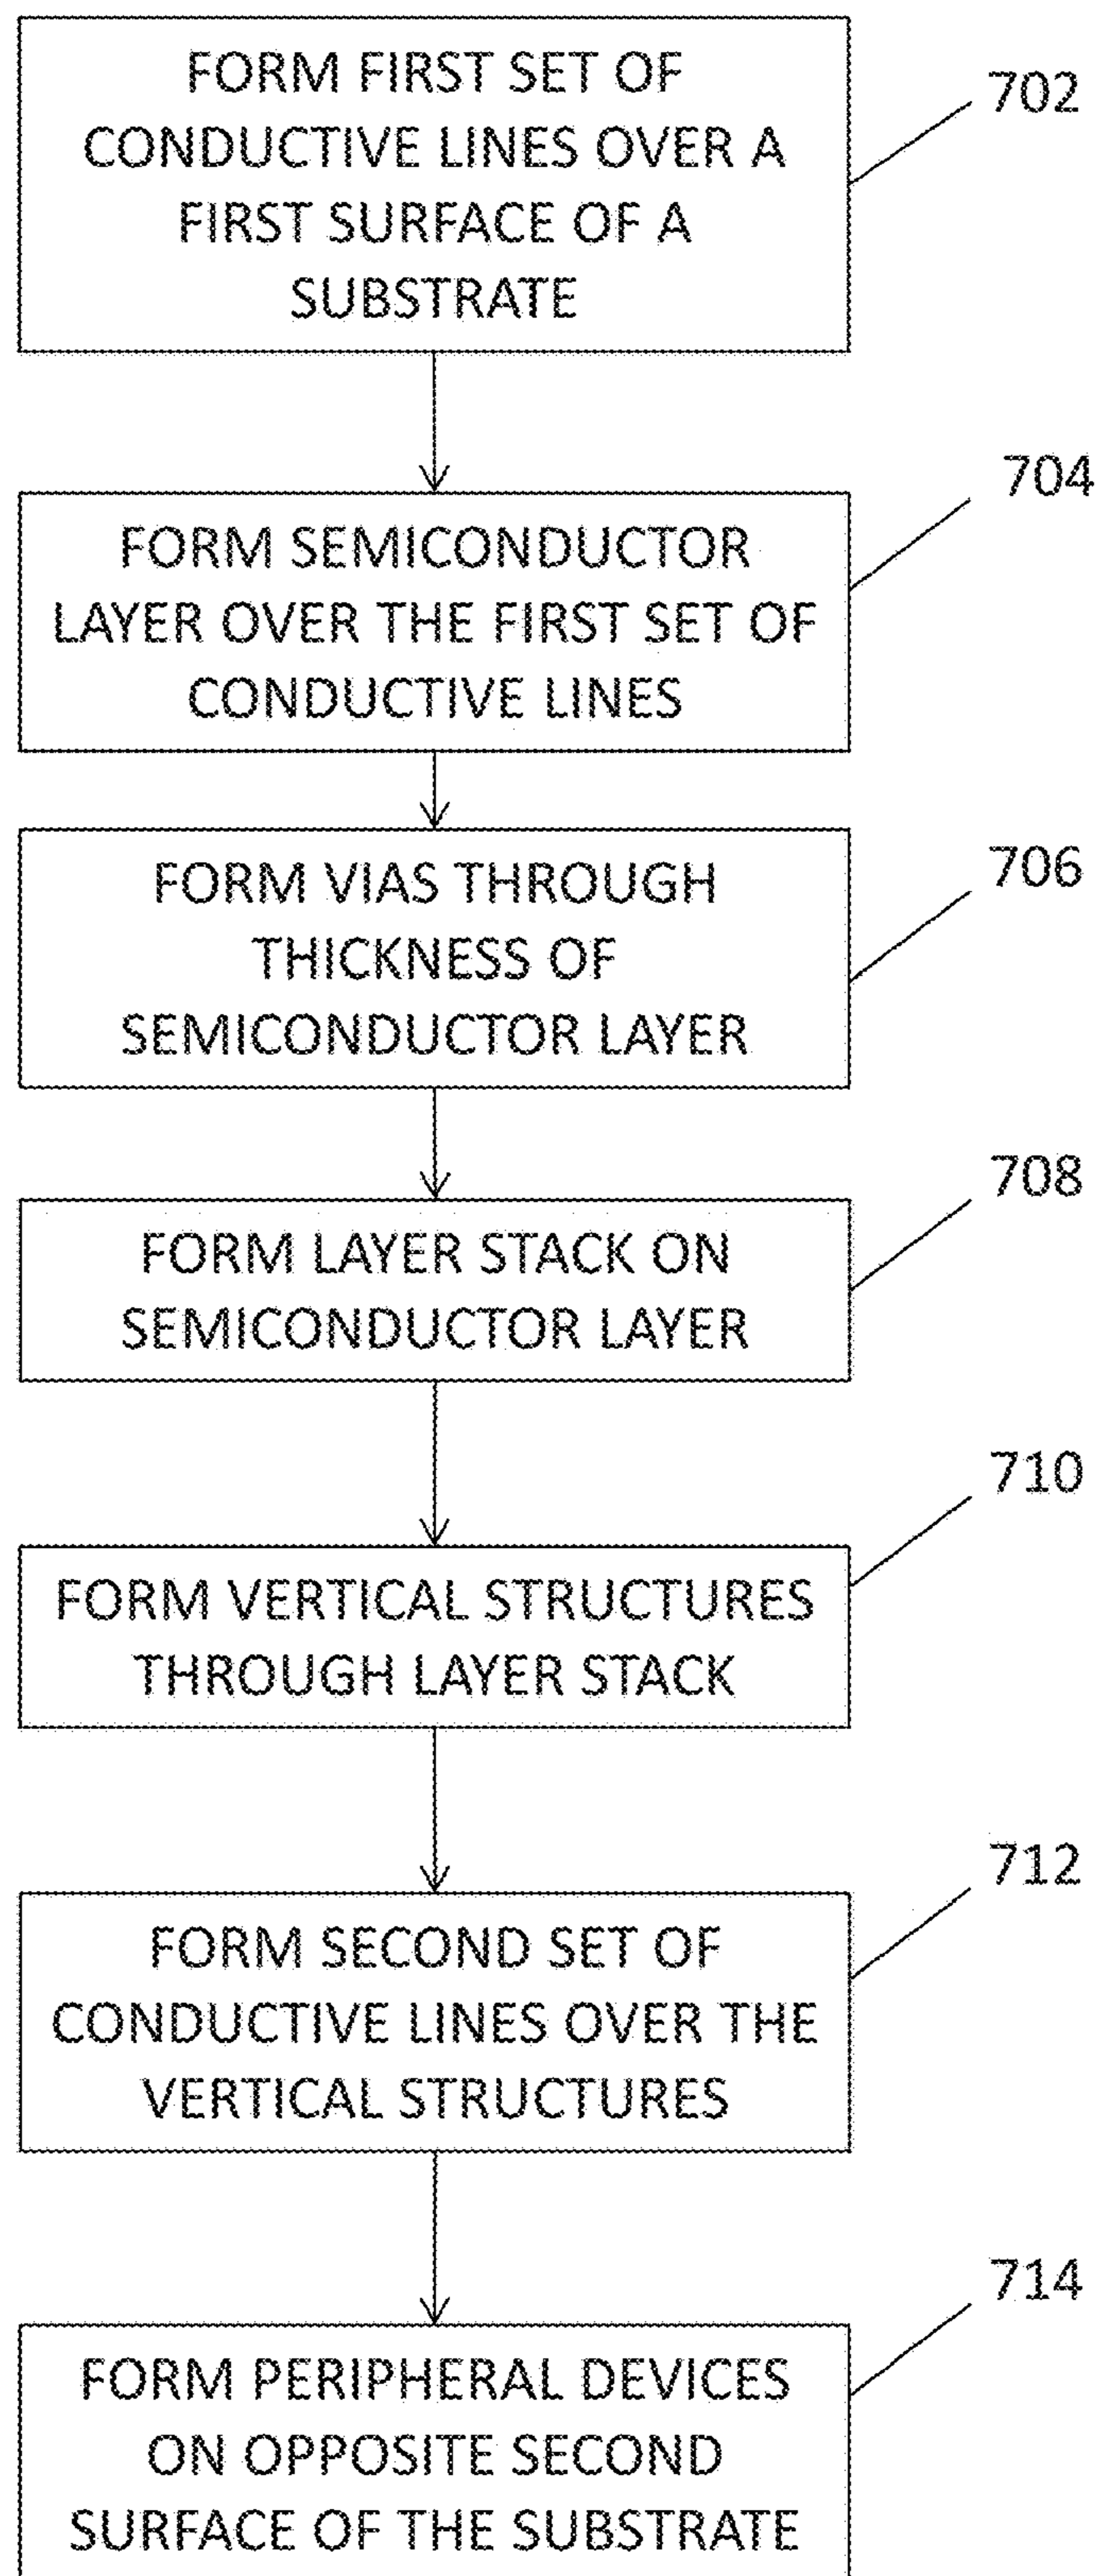 FORM FIRST SET OF
CONDUCTIVE LINES OVER A
FIRST SURFACE OF A
SUBSTRATE
702
FORM SEMICONDUCTOR
LAYER OVER THE FIRST SET OF
CONDUCTIVE LINES
704
FORM VIAS THROUGH
THICKNESS OF
SEMICONDUCTOR LAYER
706
FORM LAYER STACK ON
SEMICONDUCTOR LAYER
708
FORM VERTICAL STRUCTURES
THROUGH LAYER STACK
710
FORM SECOND SET OF
CONDUCTIVE LINES OVER THE
VERTICAL STRUCTURES
712
FORM PERIPHERAL DEVICES
ON OPPOSITE SECOND
SURFACE OF THE SUBSTRATE
714